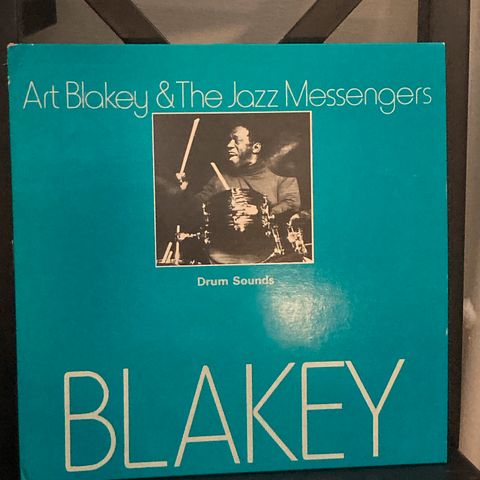 Art Blakey & The Jazz Messengers
Drum Sounds
BLAKEY